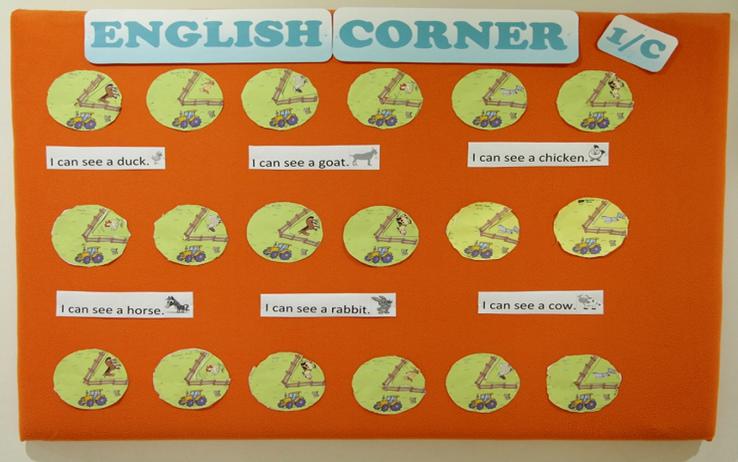 ENGLISH CORNER 1/C
I can see a duck.
I can see a goat.
I can see a chicken.
I can see a horse.
I can see a rabbit.
I can see a cow.